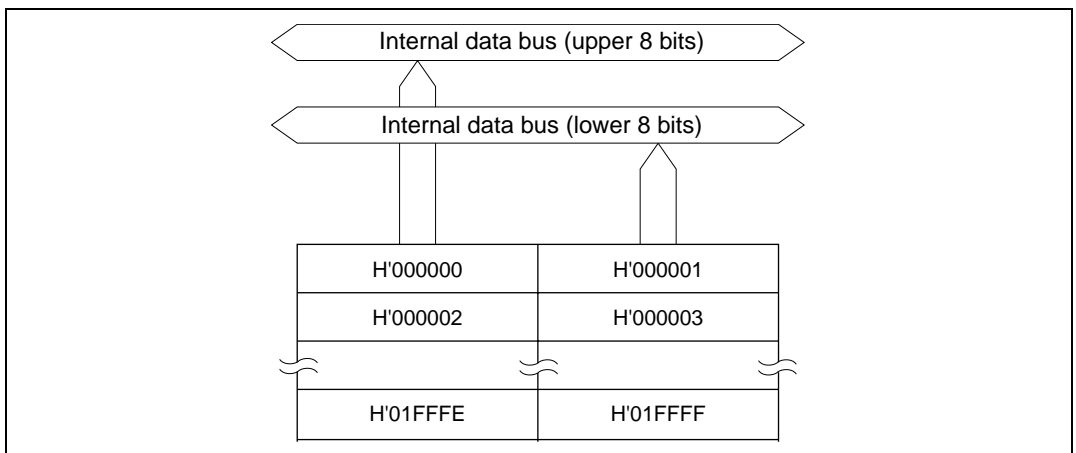 Internal data bus (upper 8 bits)
Internal data bus (lower 8 bits)
H'000000 H'000001
H'000002 H'000003
H'01FFFE H'01FFFF